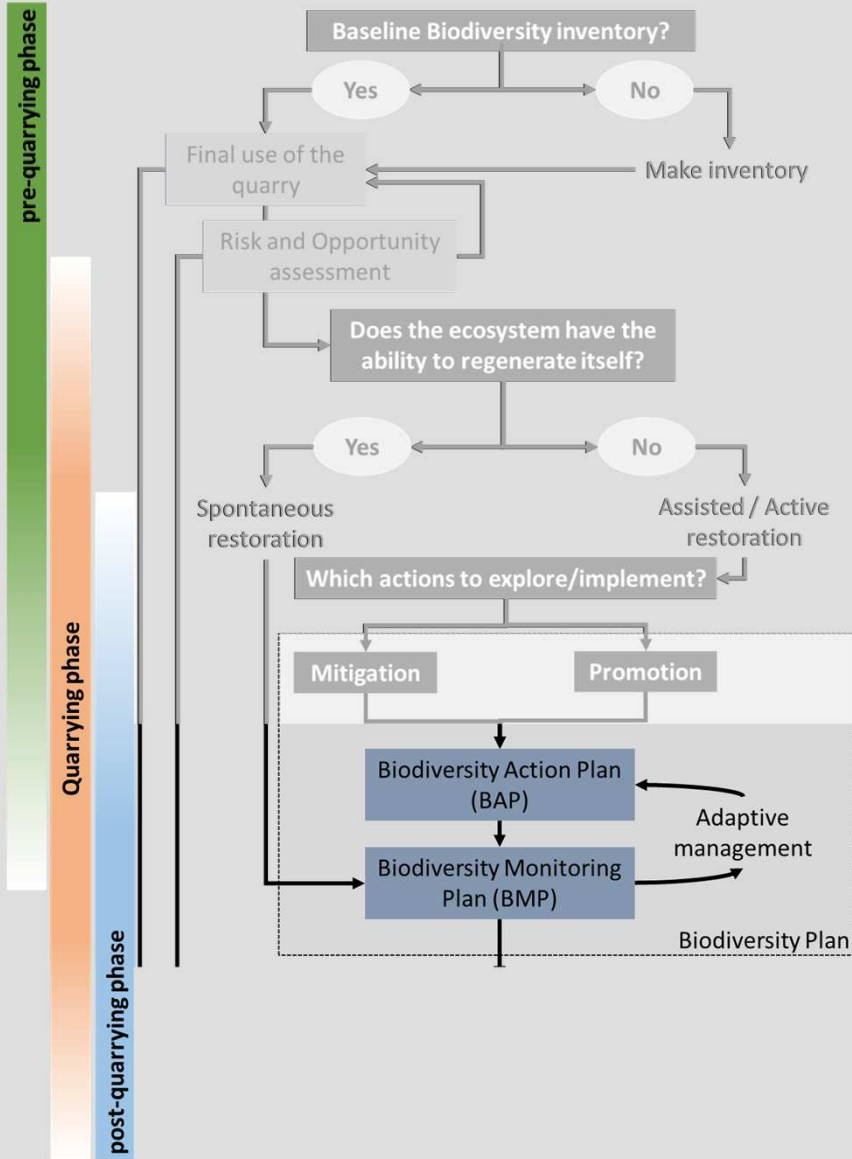 pre-quarrying phase
Quarrying phase
post-quarrying phase
Baseline Biodiversity inventory?
Yes
No
Final use of the
quarry
Make inventory
Risk and Opportunity
assessment
Does the ecosystem have the
ability to regenerate itself?
Yes
No
Spontaneous
restoration
Assisted / Active
restoration
Which actions to explore/implement?
Mitigation
Promotion
Biodiversity Action Plan
(BAP)
Adaptive
management
Biodiversity Monitoring
Plan (BMP)
Biodiversity Plan